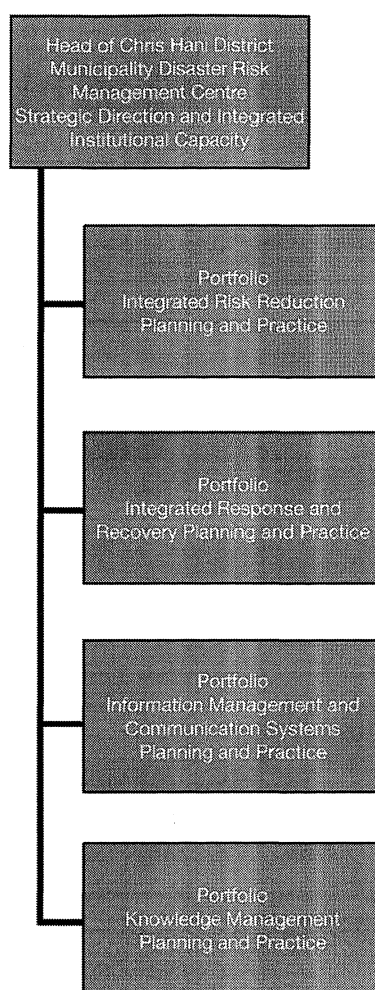 Head of Chris Hani District
Municipality Disaster Risk
Management Centre
Strategic Direction and Integrated
Institutional Capacity
Portfolio
Integrated Risk Reduction
Planning and Practice
Portfolio
Integrated Response and
Recovery Planning and Practice
Portfolio
Information Management and
Communication Systems
Planning and Practice
Portfolio
Knowledge Management
Planning and Practice